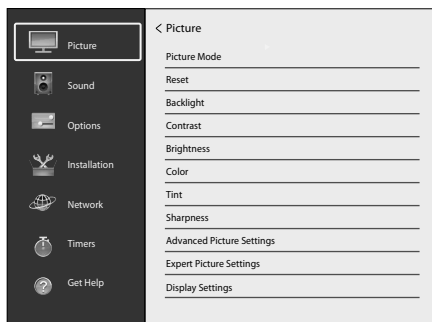 Picture
Sound
Options
Installation
Network
Timers
Get Help
< Picture
Picture Mode
Reset
Backlight
Contrast
Brightness
Color
Tint
Sharpness
Advanced Picture Settings
Expert Picture Settings
Display Settings